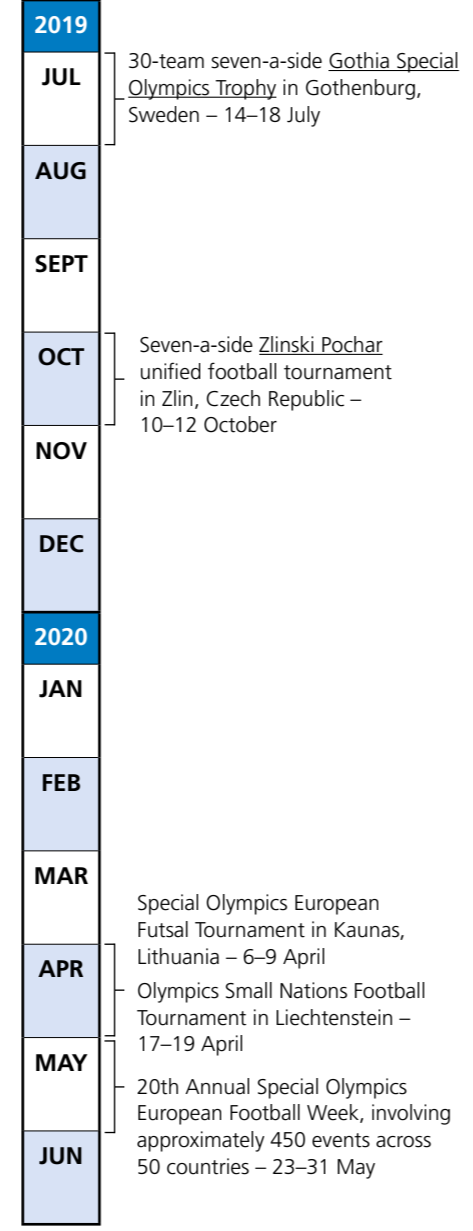 2019
JUL
30-team seven-a-side Gothia Special
Olympics Trophy in Gothenburg,
Sweden – 14–18 July
AUG
SEPT
OCT
Seven-a-side Zlinski Pochar
unified football tournament
in Zlin, Czech Republic –
10–12 October
NOV
DEC
2020
JAN
FEB
MAR
Special Olympics European
Futsal Tournament in Kaunas,
Lithuania – 6–9 April
APR
Olympics Small Nations Football
Tournament in Liechtenstein –
17–19 April
MAY
20th Annual Special Olympics
European Football Week, involving
approximately 450 events across
50 countries – 23–31 May
JUN